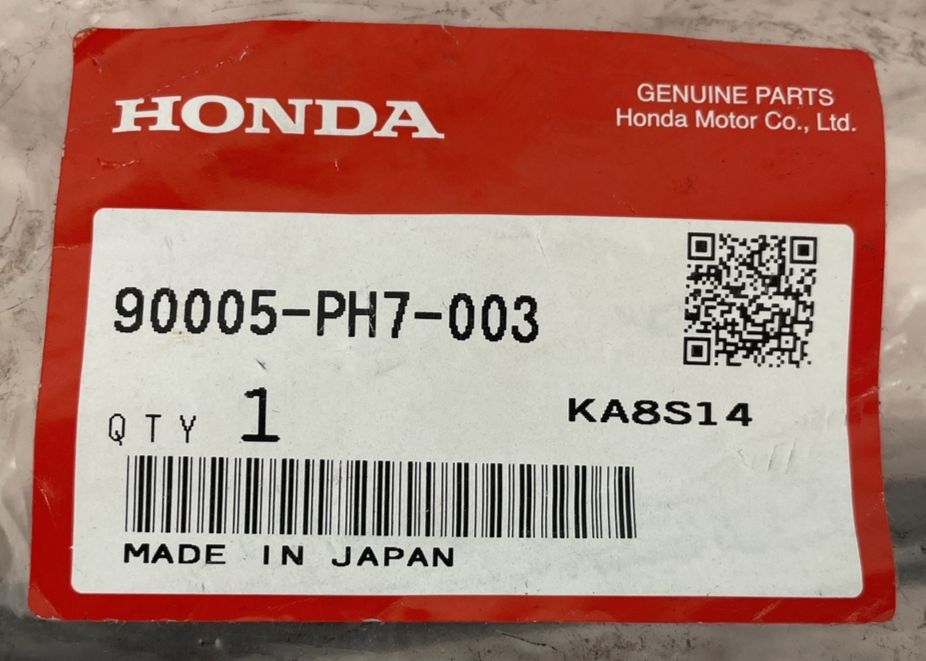 HONDA
GENUINE PARTS
Honda Motor Co., Ltd.
90005-PH7-003
QTY 1
KA8S14
MADE IN JAPAN